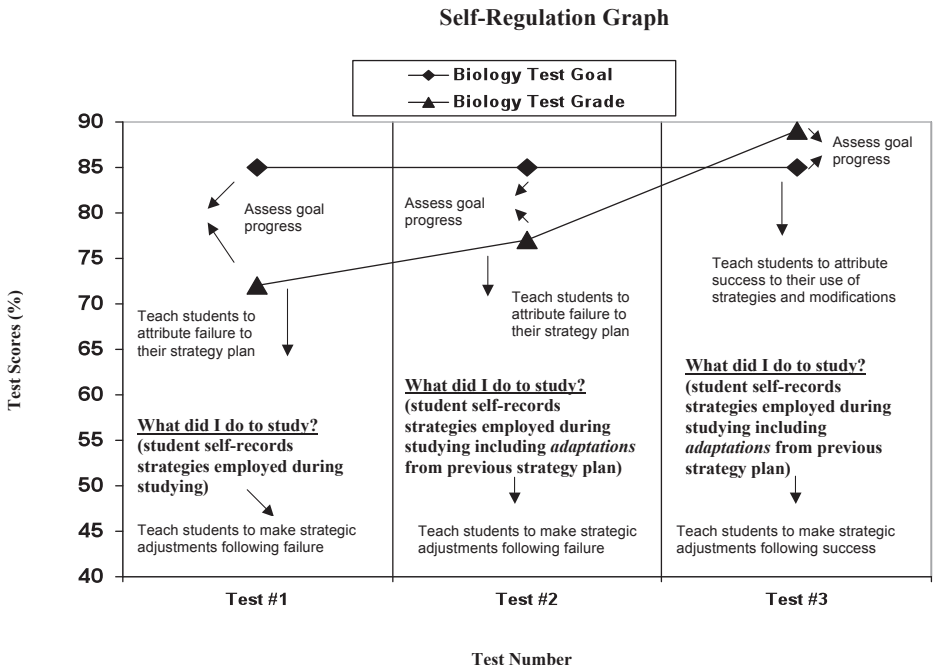 Self-Regulation Graph
Biology Test Goal
Biology Test Grade
Test Scores (%)
90
85
80
75
70
65
60
55
50
45
40
Assess goal
progress
Teach students to
attribute failure to
their strategy plan
What did I do to study?
(student self-records
strategies employed during
studying)
Teach students to make strategic
adjustments following failure
Assess goal
progress
Teach students to
attribute failure to
their strategy plan
What did I do to study?
(student self-records
strategies employed during
studying including adaptations
from previous strategy plan)
Teach students to make strategic
adjustments following failure
Assess goal
progress
Teach students to attribute
success to their use of
strategies and modifications
What did I do to study?
(student self-records
strategies employed during
studying including
adaptations from previous
strategy plan)
Teach students to make strategic
adjustments following success
Test #1
Test #2
Test #3
Test Number